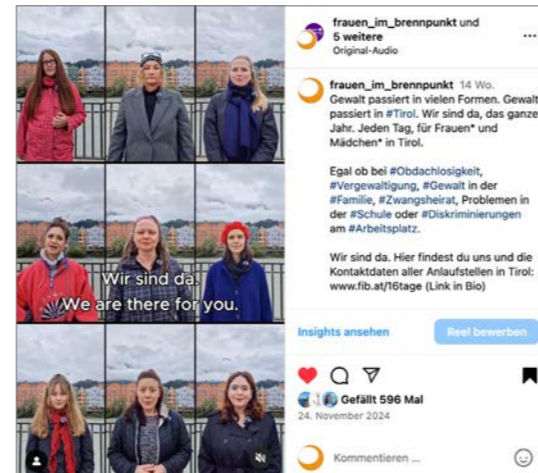 Wir sind da.
We are there for you.
frauen_im_brennpunkt und
5 weitere
Original-Audio
frauen_im_brennpunkt 14 Wo.
Gewalt passiert in vielen Formen. Gewalt
passiert in #Tirol. Wir sind da, das ganze
Jahr. Jeden Tag, für Frauen* und
Mädchen* in Tirol.
Egal ob bei #Obdachlosigkeit,
#Vergewaltigung, #Gewalt in der
#Familie, #Zwangsheirat, Problemen in
der #Schule oder #Diskriminierungen
am #Arbeitsplatz.
Wir sind da. Hier findest du uns und die
Kontaktdaten aller Anlaufstellen in Tirol:
www.fib.at/16tage (Link in Bio)
Insights ansehen
Reel bewerben
Gefällt 596 Mal
24. November 2024
Kommentieren ...